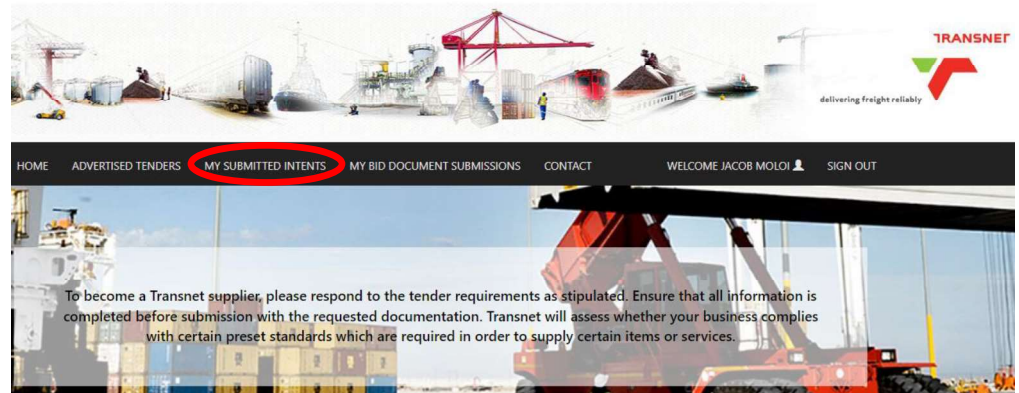 TRANSNET
delivering freight reliably
HOME ADVERTISED TENDERS MY SUBMITTED INTENTS MY BID DOCUMENT SUBMISSIONS CONTACT WELCOME JACOB MOLOI SIGN OUT
To become a Transnet supplier, please respond to the tender requirements as stipulated. Ensure that all information is
completed before submission with the requested documentation. Transnet will assess whether your business complies
with certain preset standards which are required in order to supply certain items or services.